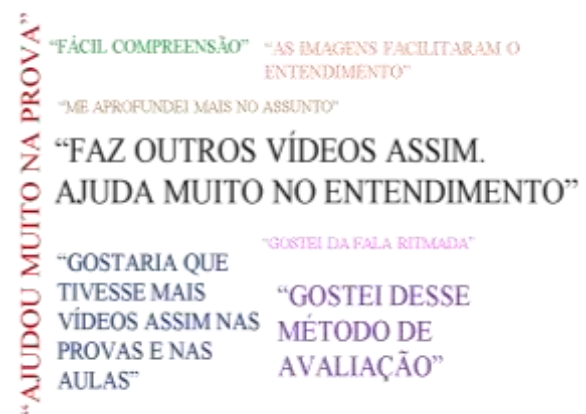 “AJUDOU MUITO NA PROVA”
“FÁCIL COMPREENSÃO”
“AS IMAGENS FACILITARAM O
ENTENDIMENTO”
“ME APROFUNDEI MAIS NO ASSUNTO”
“FAZ OUTROS VÍDEOS ASSIM.
AJUDA MUITO NO ENTENDIMENTO”
“GOSTEI DA FALA RITMADA”
“GOSTARIA QUE
TIVESSE MAIS
VÍDEOS ASSIM NAS
PROVAS E NAS
AULAS”
“GOSTEI DESSE
MÉTODO DE
AVALIAÇÃO”